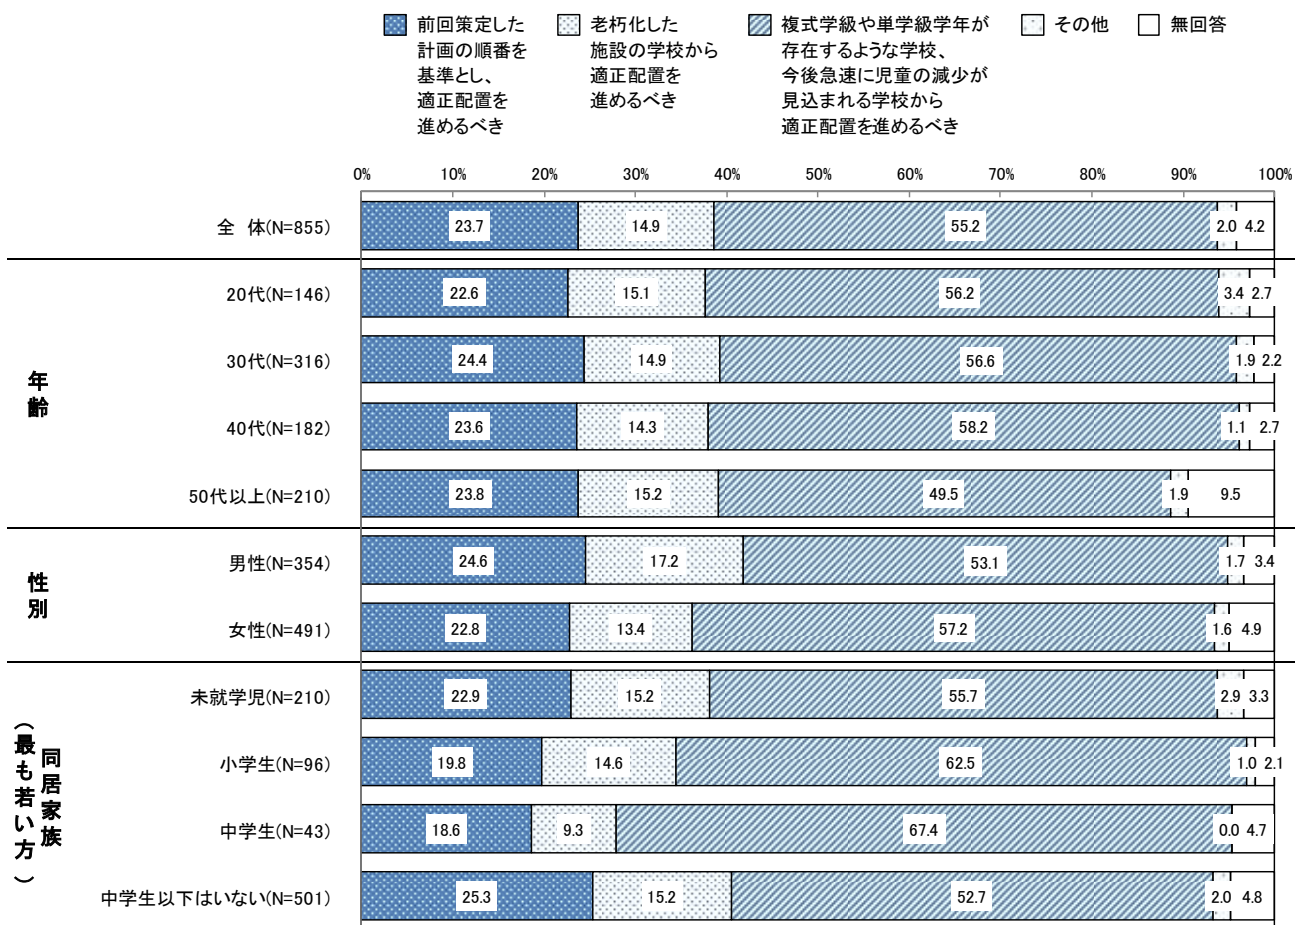 前回策定した
計画の順番を
基準とし、
適正配置を
進めるべき
老朽化した
施設の学校から
適正配置を
進めるべき
複式学級や単学級学年が
存在するような学校、
今後急速に児童の減少が
見込まれる学校から
適正配置を進めるべき
その他
無回答
0% 10% 20% 30% 40% 50% 60% 70% 80% 90% 100%
全 体(N=855) 23.7 14.9 55.2 2.0 4.2
年齢
20代(N=146) 22.6 15.1 56.2 3.4 2.7
30代(N=316) 24.4 14.9 56.6 1.9 2.2
40代(N=182) 23.6 14.3 58.2 1.1 2.7
50代以上(N=210) 23.8 15.2 49.5 1.9 9.5
性別
男性(N=354) 24.6 17.2 53.1 1.7 3.4
女性(N=491) 22.8 13.4 57.2 1.6 4.9
同居家族
（最も若い方）
未就学児(N=210) 22.9 15.2 55.7 2.9 3.3
小学生(N=96) 19.8 14.6 62.5 1.0 2.1
中学生(N=43) 18.6 9.3 67.4 0.0 4.7
中学生以下はいない(N=501) 25.3 15.2 52.7 2.0 4.8